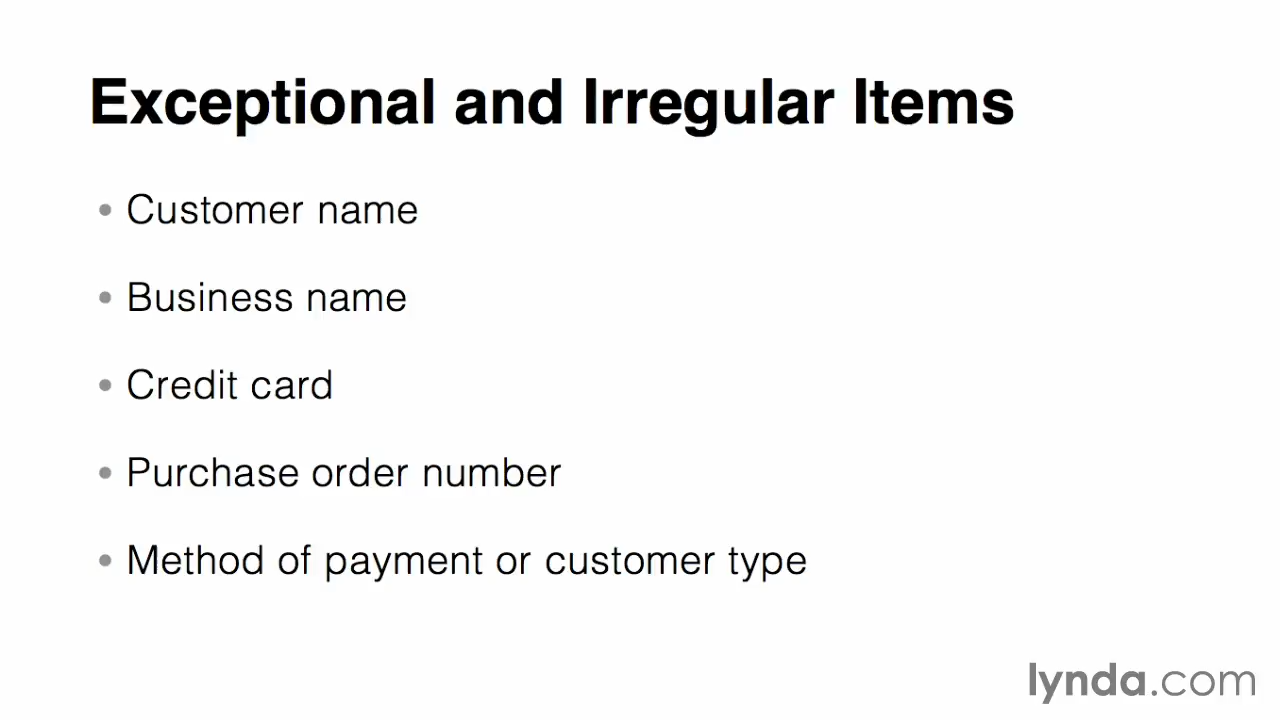 Exceptional and Irregular Items
• Customer name
• Business name
• Credit card
• Purchase order number
• Method of payment or customer type
lynda.com